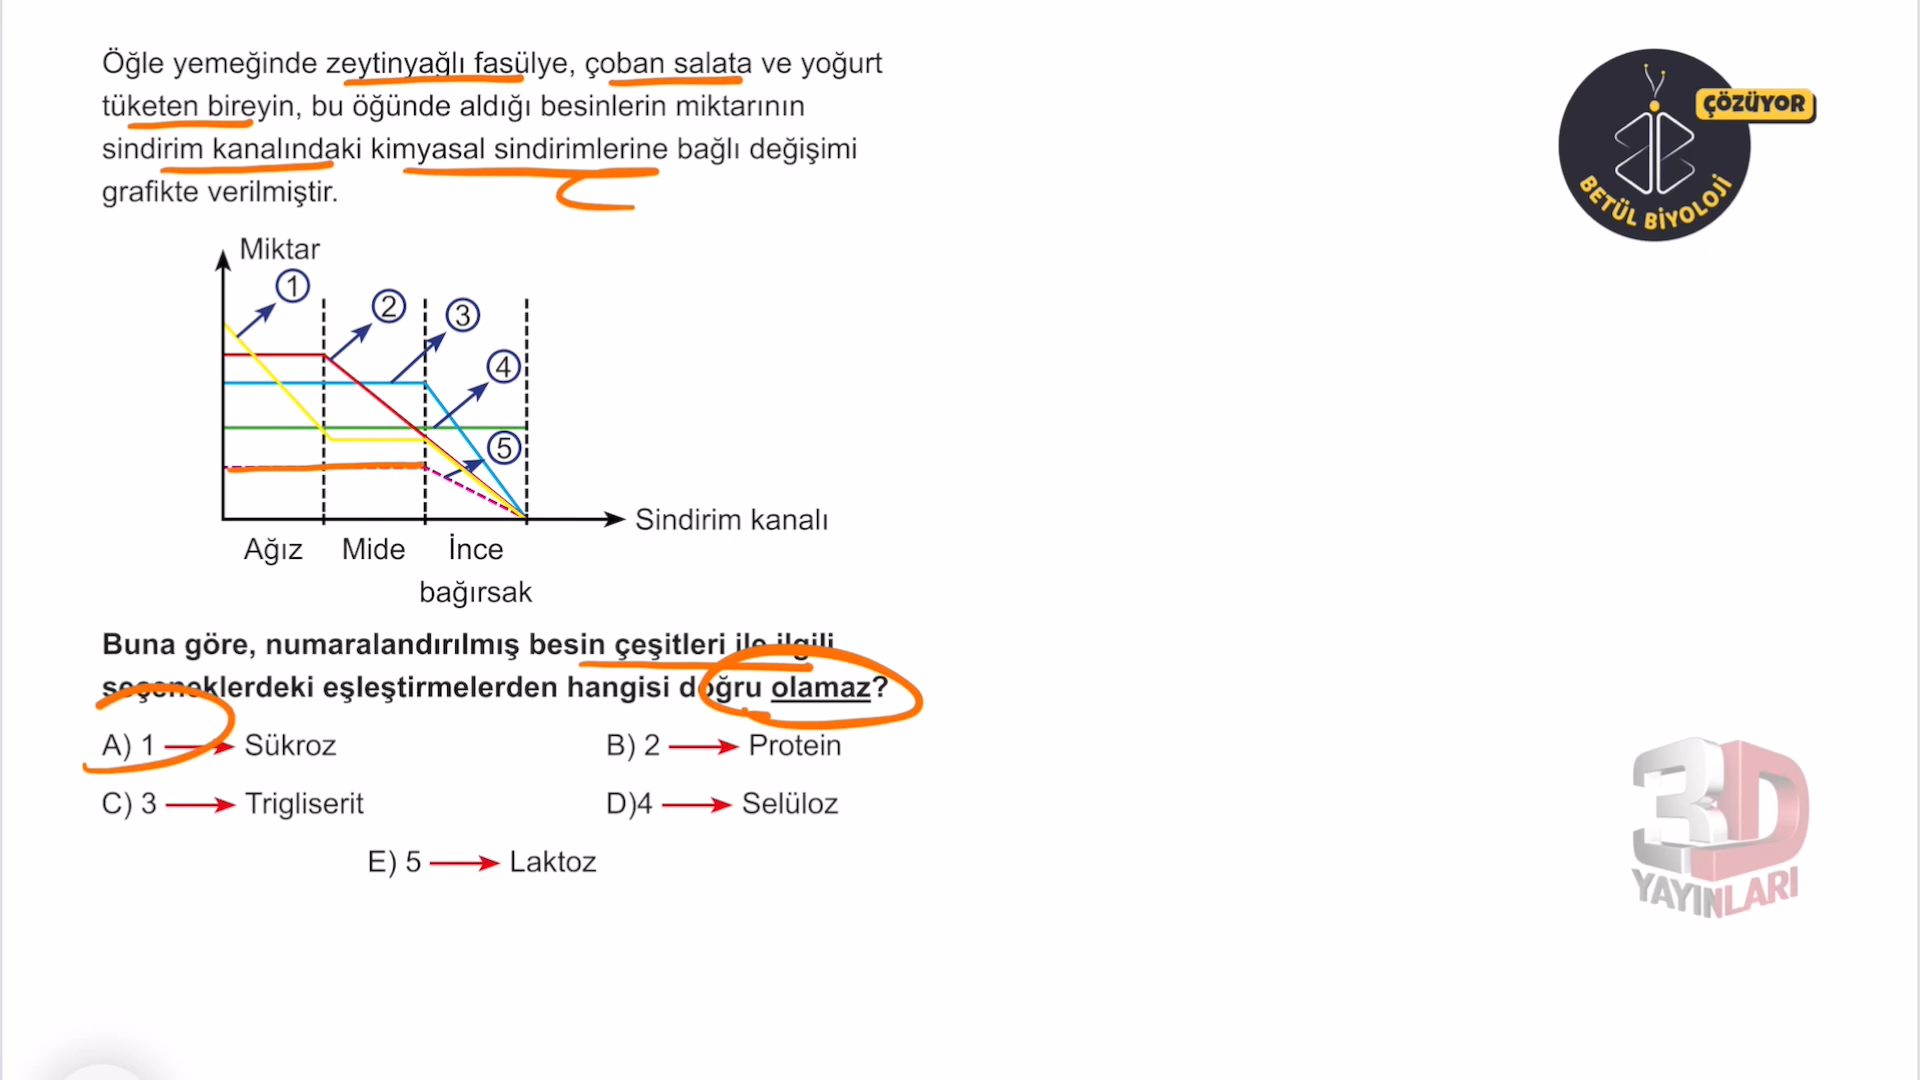 Öğle yemeğinde zeytinyağlı fasülye, çoban salata ve yoğurt
tüketen bireyin, bu öğünde aldığı besinlerin miktarının
sindirim kanalındaki kimyasal sindirimlerine bağlı değişimi
grafikte verilmiştir.
ÇÖZÜYOR
BETÜL BİYOLOJİ
Miktar
1
2
3
4
5
Sindirim kanalı
Ağız Mide İnce
bağırsak
Buna göre, numaralandırılmış besin çeşitleri ile ilgili
seçeneklerdeki eşleştirmelerden hangisi doğru olamaz?
A) 1 → Sükroz B) 2 → Protein
C) 3 → Trigliserit D)4 → Selüloz
E) 5 → Laktoz
3D
YAYINLARI